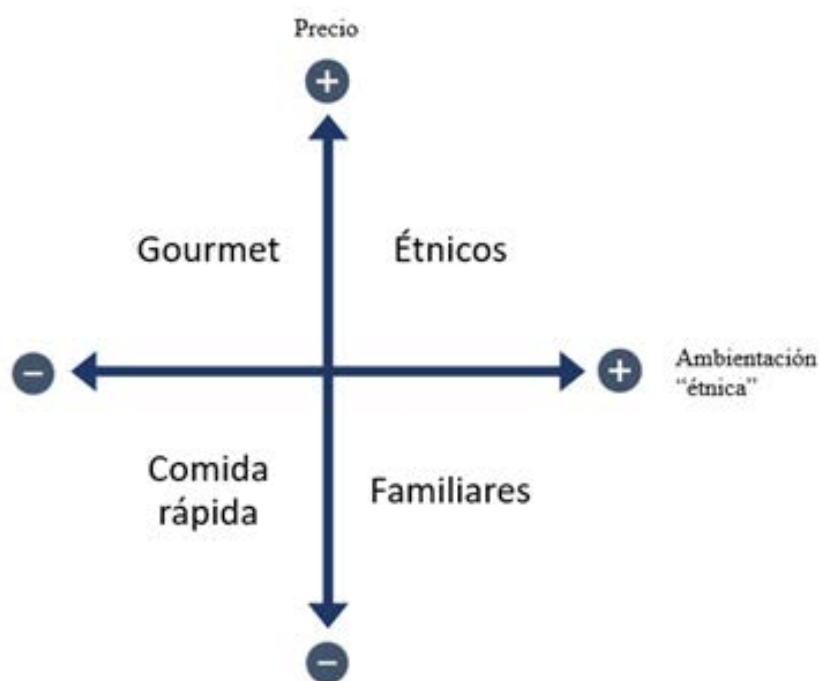 Precio
+
Gourmet
Étnicos
−
+
Ambientación
“étnica”
Comida
rápida
Familiares
−